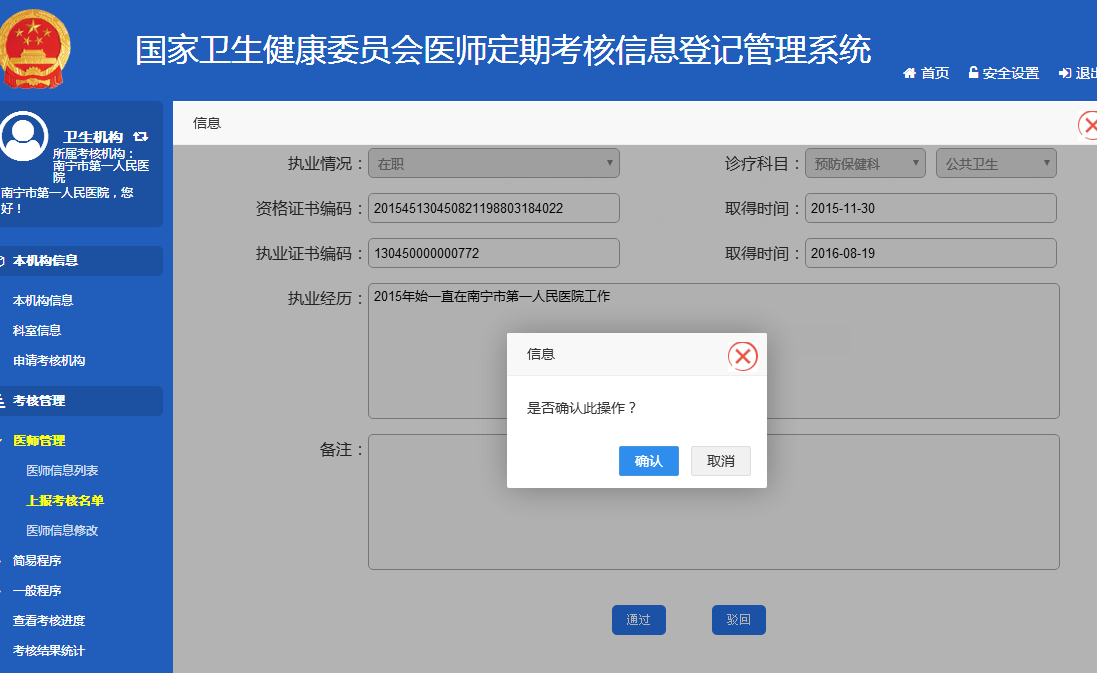 国家卫生健康委员会医师定期考核信息登记管理系统
首页 安全设置 退出
卫生机构
所属考核机构：
南宁市第一人民医
院
南宁市第一人民医院，您
好！
本机构信息
本机构信息
科室信息
申请考核机构
考核管理
医师管理
医师信息列表
上报考核名单
医师信息修改
简易程序
一般程序
查看考核进度
考核结果统计
信息
执业情况： 在职 诊疗科目： 预防保健科 公共卫生
资格证书编码： 201545130450821198803184022 取得时间： 2015-11-30
执业证书编码： 130450000000772 取得时间： 2016-08-19
执业经历： 2015年始一直在南宁市第一人民医院工作
备注：
信息
是否确认此操作？
确认 取消
通过 驳回